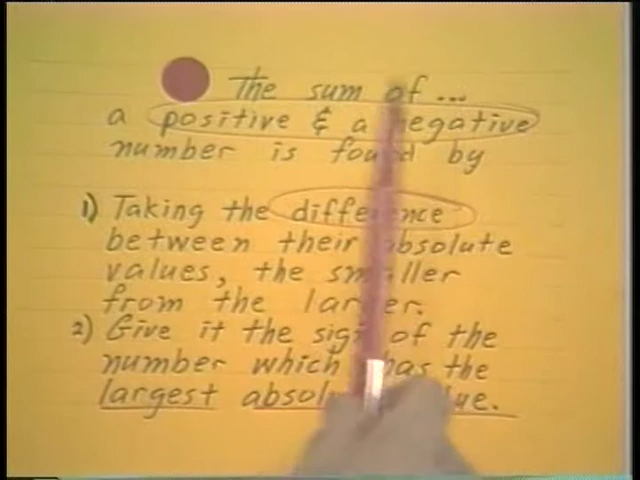 The sum of...
a positive & a negative
number is found by
1) Taking the difference
between their absolute
values, the smaller
from the larger.
2) Give it the sign of the
number which has the
largest absolute value.